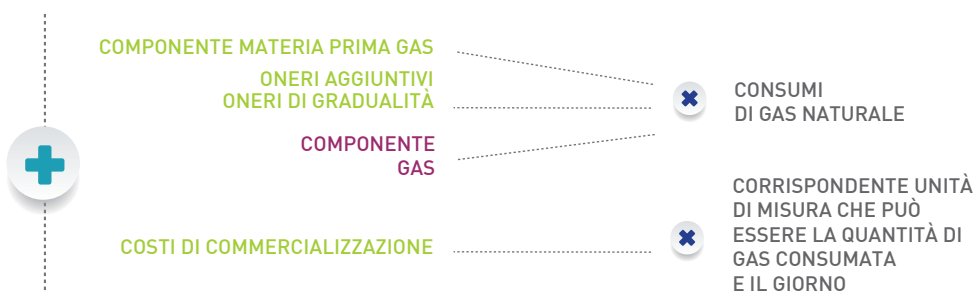 COMPONENTE MATERIA PRIMA GAS
ONERI AGGIUNTIVI
ONERI DI GRADUALITÀ
COMPONENTE
GAS
CONSUMI
DI GAS NATURALE
COSTI DI COMMERCIALIZZAZIONE
CORRISPONDENTE UNITÀ
DI MISURA CHE PUÒ
ESSERE LA QUANTITÀ DI
GAS CONSUMATA
E IL GIORNO